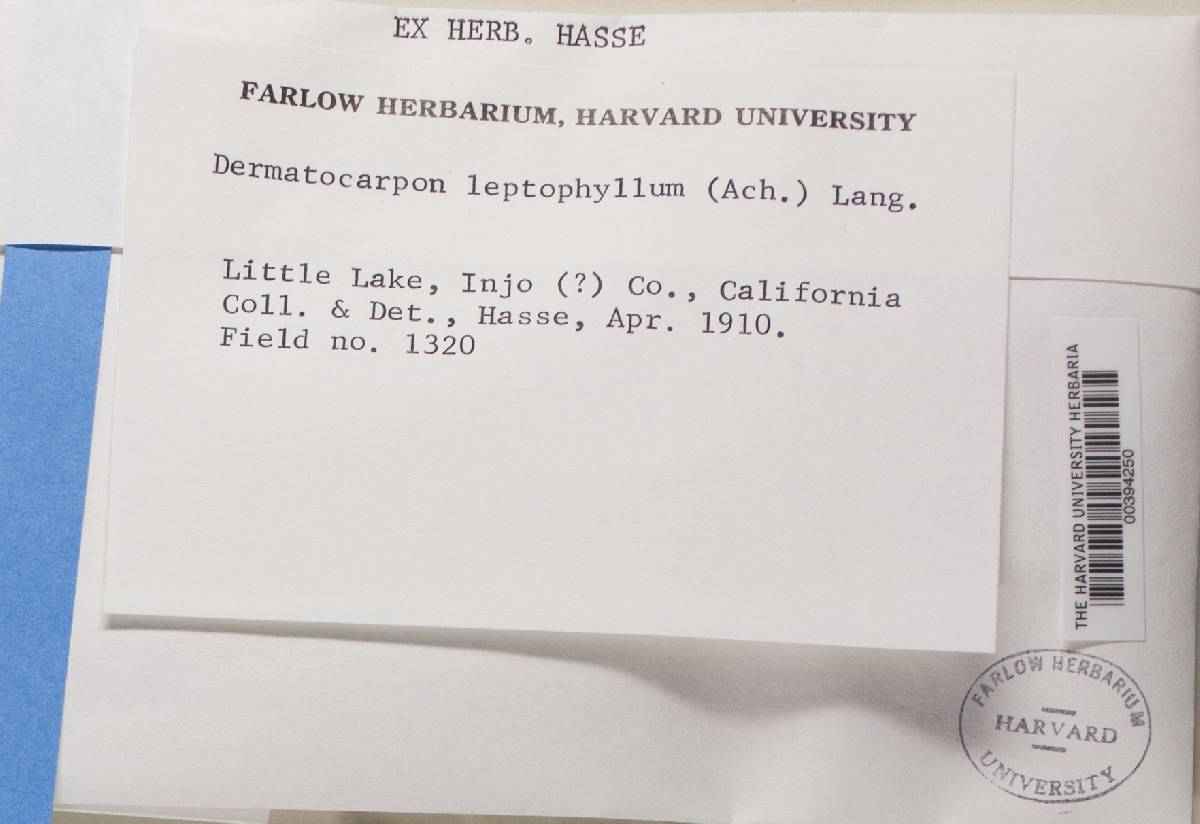 EX HERB. HASSE
FARLOW HERBARIUM, HARVARD UNIVERSITY
Dermatocarpon leptophyllum (Ach.) Lang.
Little Lake, Injo (?) Co., California
Coll. & Det., Hasse, Apr. 1910.
Field no. 1320
THE HARVARD UNIVERSITY HERBARIA
00394250
FARLOW HERBARIUM
HARVARD
UNIVERSITY